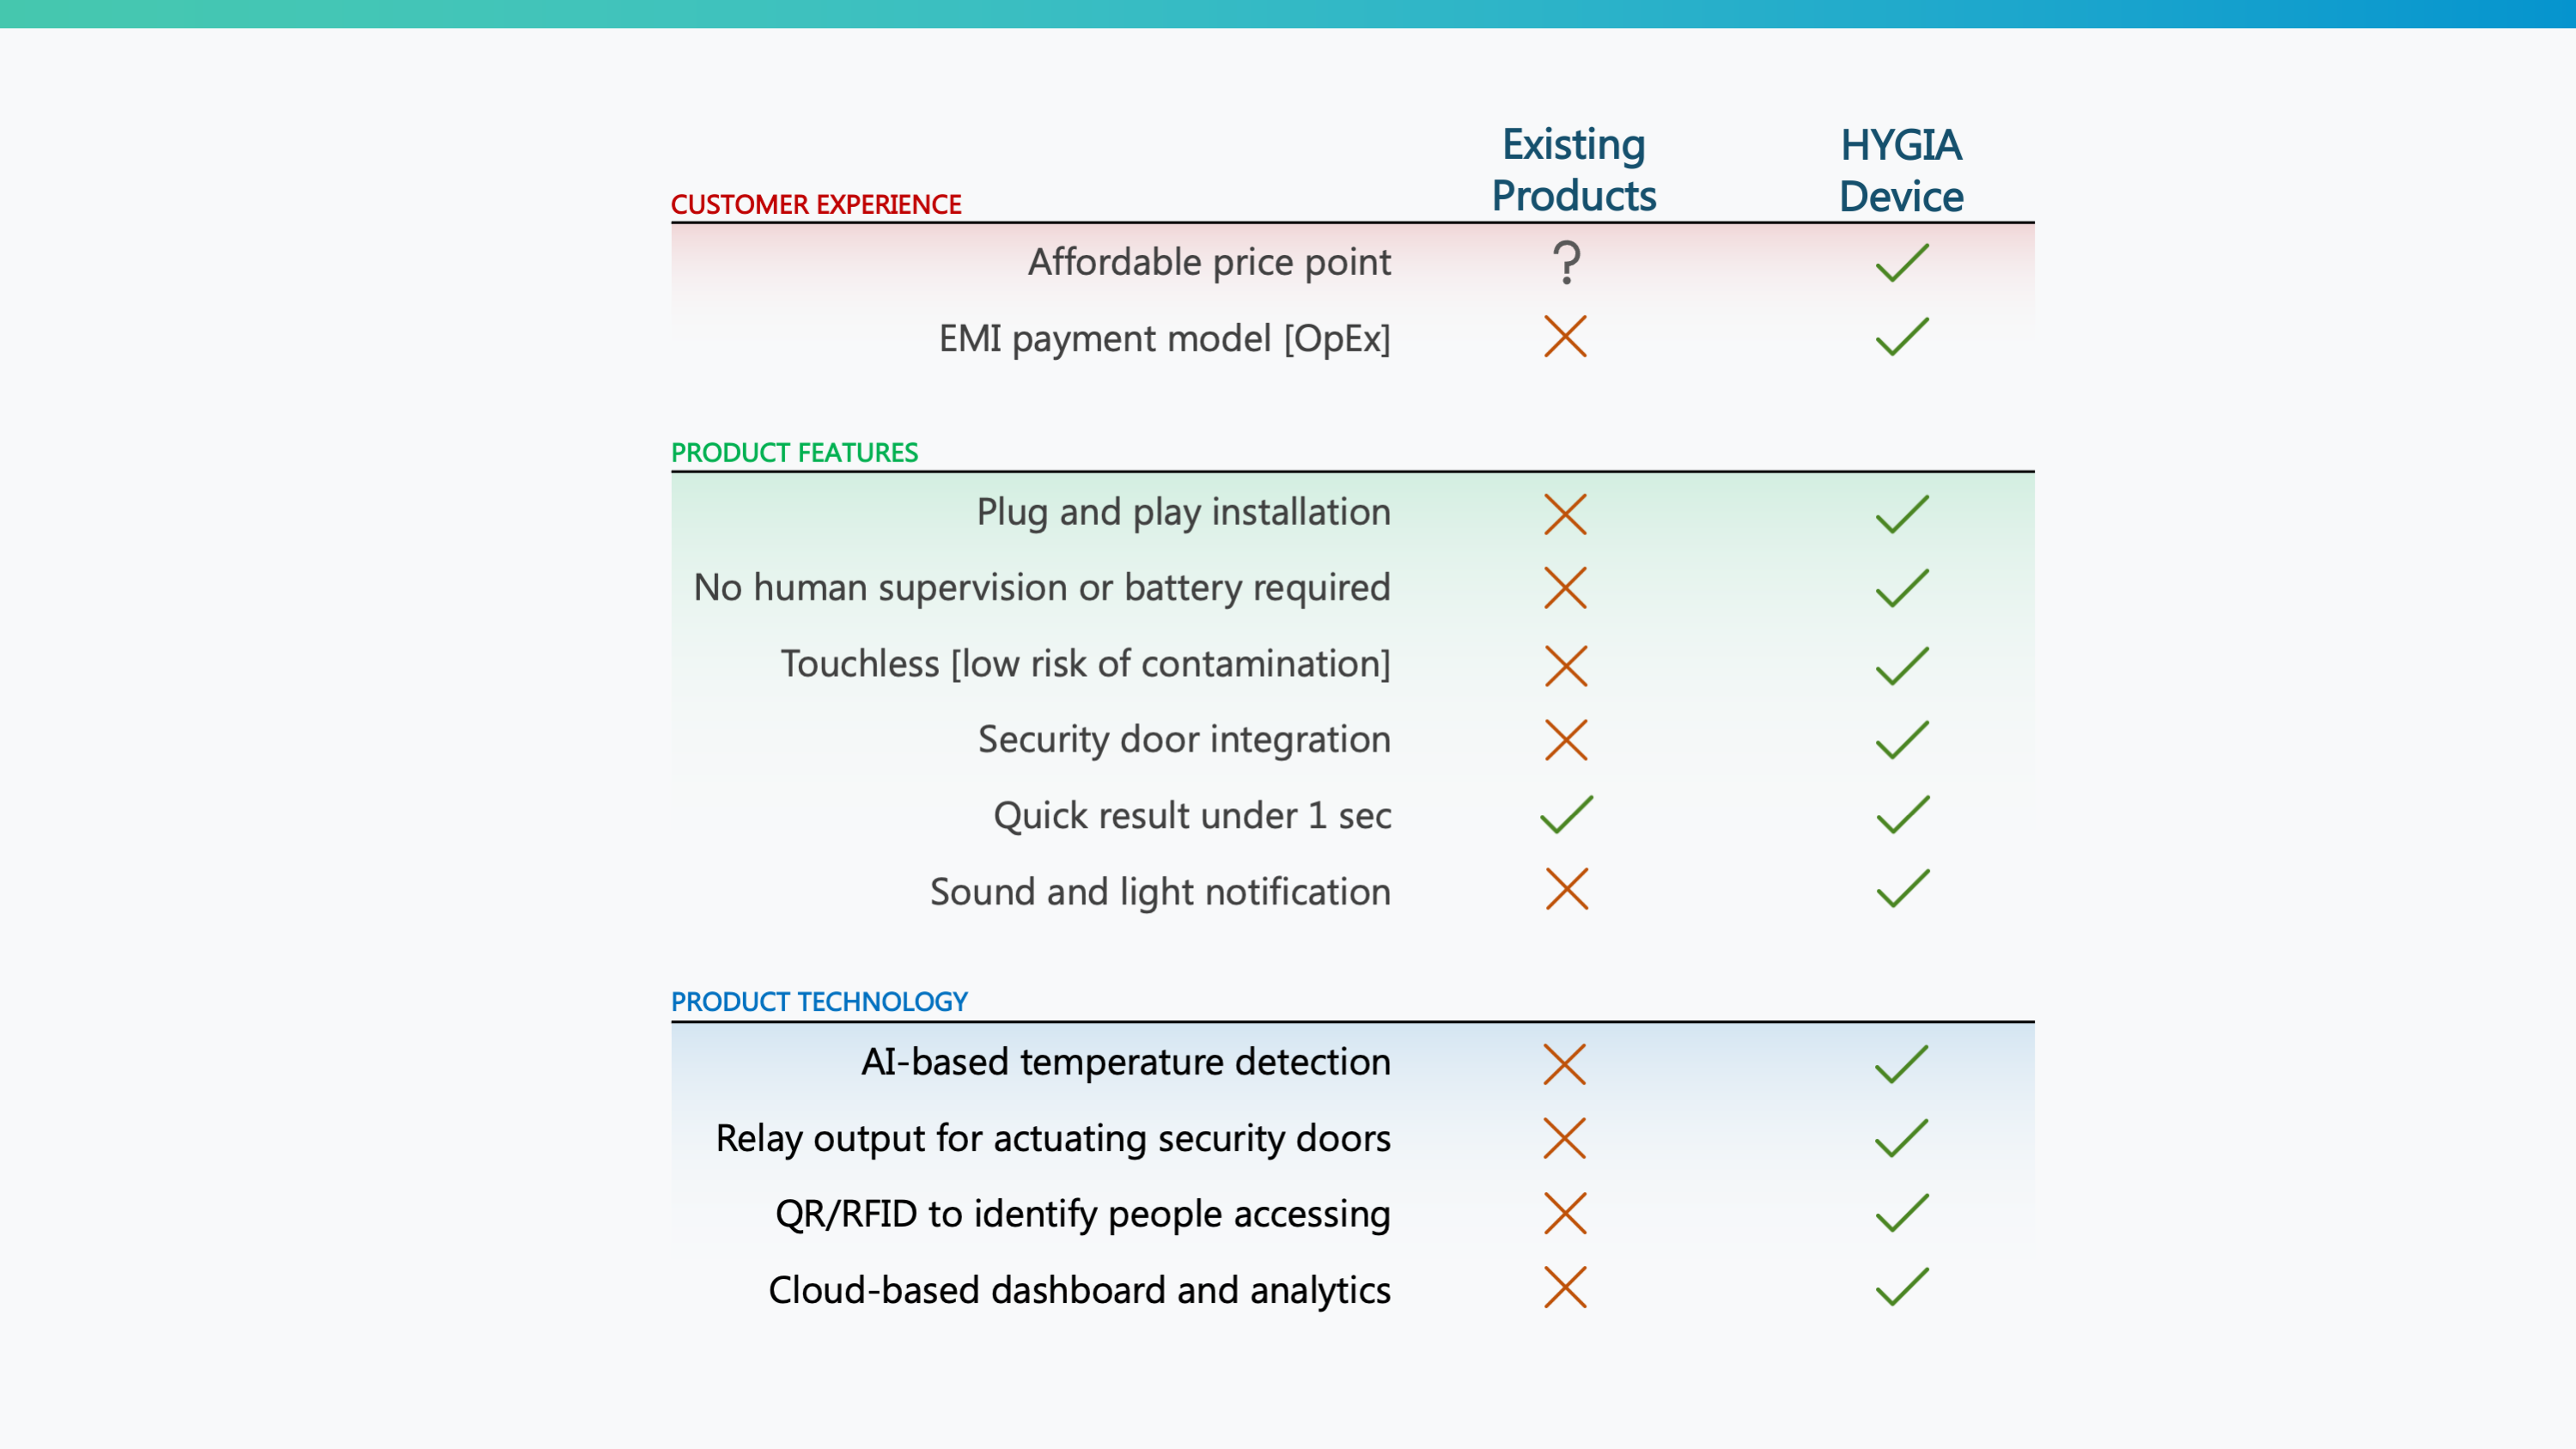 Existing Products
HYGIA Device
CUSTOMER EXPERIENCE
Affordable price point ? ✓
EMI payment model [OpEx] ✗ ✓
PRODUCT FEATURES
Plug and play installation ✗ ✓
No human supervision or battery required ✗ ✓
Touchless [low risk of contamination] ✗ ✓
Security door integration ✗ ✓
Quick result under 1 sec ✓ ✓
Sound and light notification ✗ ✓
PRODUCT TECHNOLOGY
AI-based temperature detection ✗ ✓
Relay output for actuating security doors ✗ ✓
QR/RFID to identify people accessing ✗ ✓
Cloud-based dashboard and analytics ✗ ✓